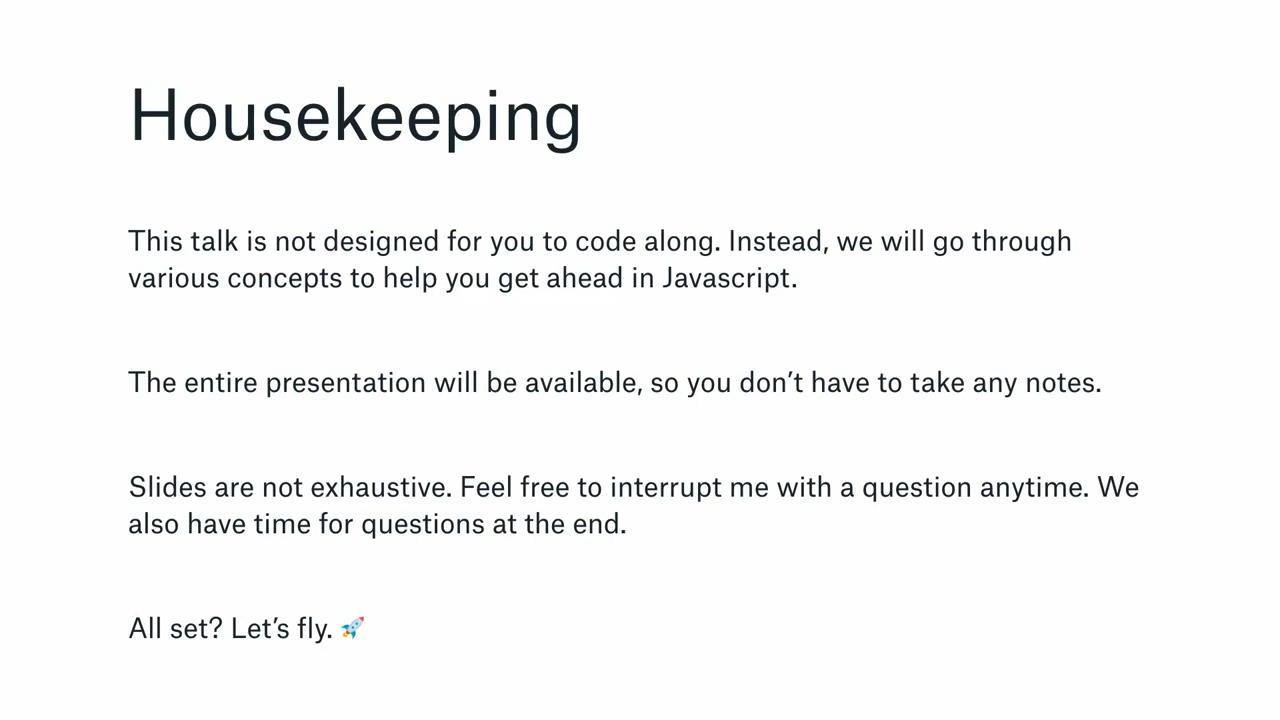 Housekeeping
This talk is not designed for you to code along. Instead, we will go through
various concepts to help you get ahead in Javascript.
The entire presentation will be available, so you don’t have to take any notes.
Slides are not exhaustive. Feel free to interrupt me with a question anytime. We
also have time for questions at the end.
All set? Let’s fly. 🚀